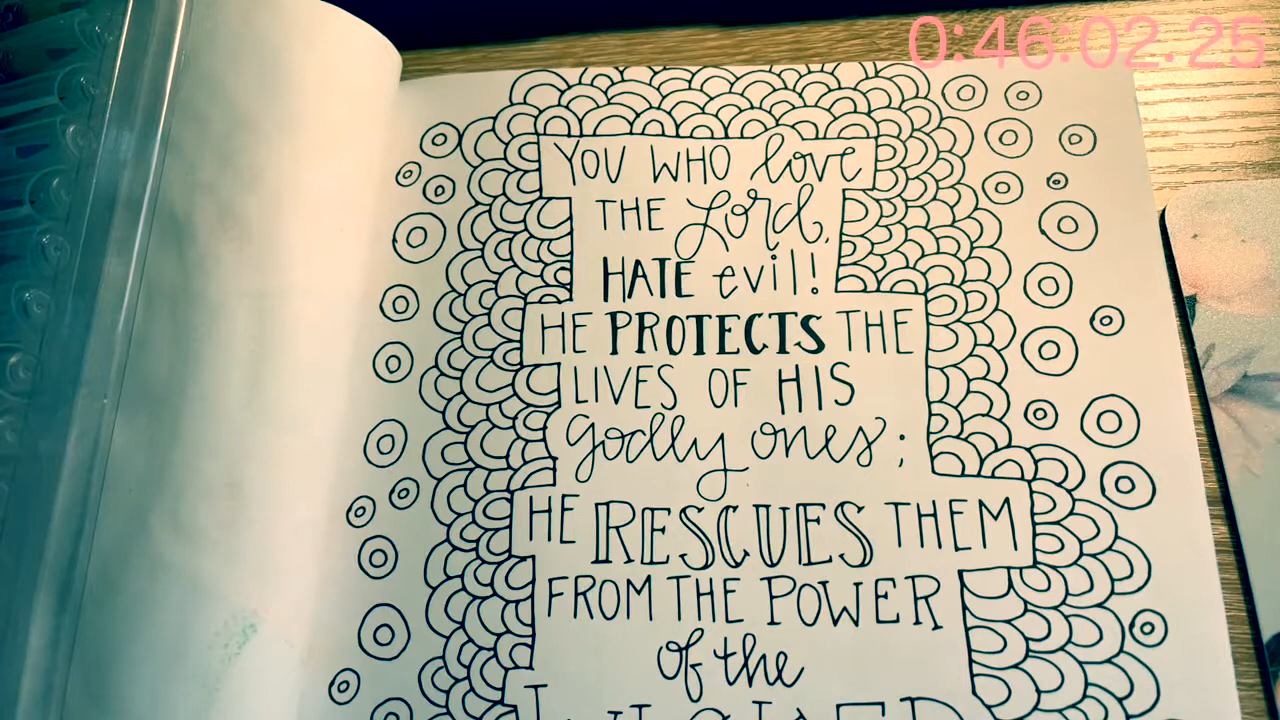 0:46:02.25
YOU WHO love
THE Lord,
HATE evil!
HE PROTECTS THE
LIVES OF HIS
godly ones;
HE RESCUES THEM
FROM THE POWER
of the